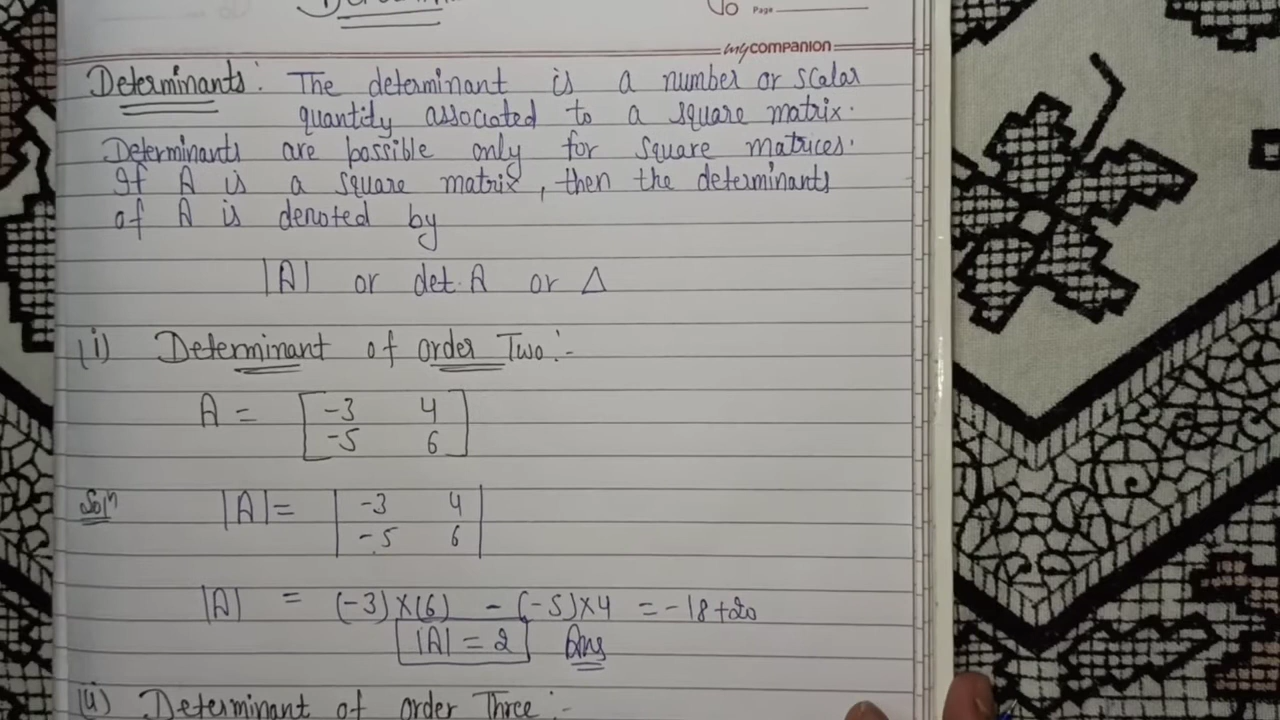 Page
mycompanion
Determinants: The determinant is a number or scalar
quantity associated to a square matrix.
Determinants are possible only for square matrices.
If A is a square matrix, then the determinants
of A is denoted by
|A| or det. A or Δ
(i) Determinant of order Two:-
A = [ -3 4
-5 6 ]
Solⁿ |A| = | -3 4
-5 6 |
|A| = (-3)×(6) - (-5)×4 = -18+20
|A| = 2 Ans
(ii) Determinant of order Three:-